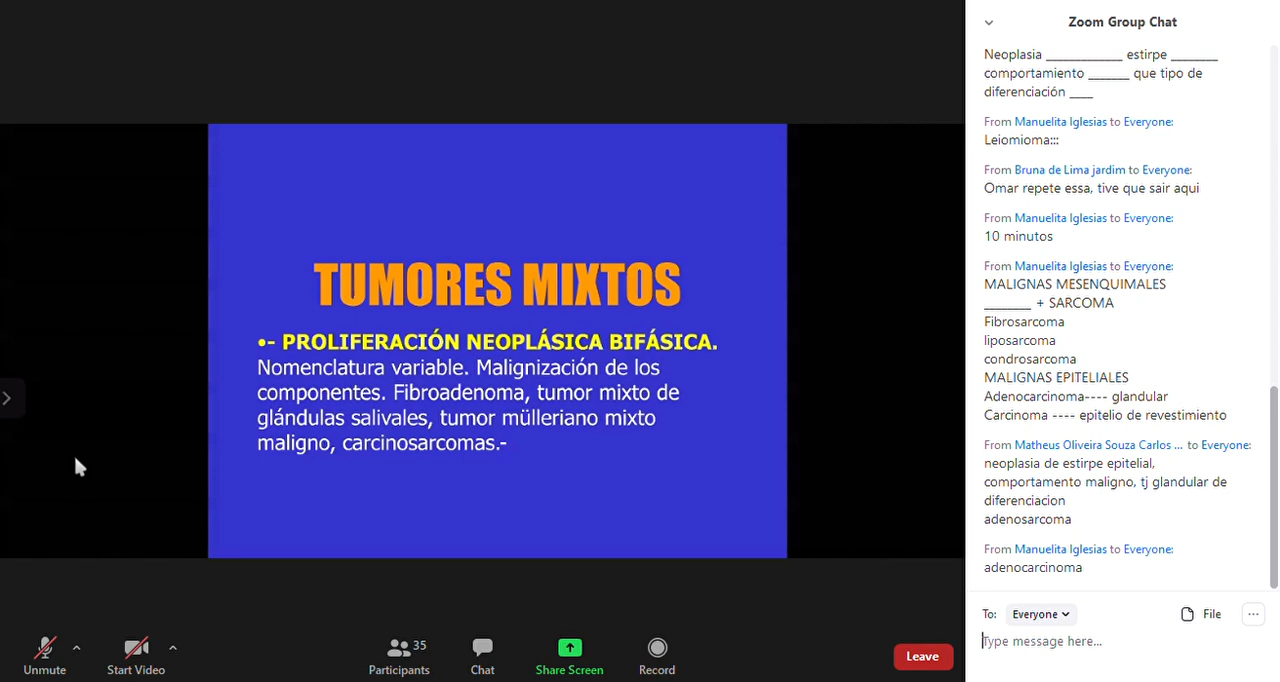 TUMORES MIXTOS
•- PROLIFERACIÓN NEOPLÁSICA BIFÁSICA.
Nomenclatura variable. Malignización de los
componentes. Fibroadenoma, tumor mixto de
glándulas salivales, tumor mülleriano mixto
maligno, carcinosarcomas.-
Unmute
Start Video
35
Participants
Chat
Share Screen
Record
Leave
Zoom Group Chat
Neoplasia _____________ estirpe ________
comportamiento _______ que tipo de
diferenciación ____
From Manuelita Iglesias to Everyone:
Leiomioma:::
From Bruna de Lima jardim to Everyone:
Omar repete essa, tive que sair aqui
From Manuelita Iglesias to Everyone:
10 minutos
From Manuelita Iglesias to Everyone:
MALIGNAS MESENQUIMALES
________ + SARCOMA
Fibrosarcoma
liposarcoma
condrosarcoma
MALIGNAS EPITELIALES
Adenocarcinoma---- glandular
Carcinoma ---- epitelio de revestimiento
From Matheus Oliveira Souza Carlos ... to Everyone:
neoplasia de estirpe epitelial,
comportamento maligno, tj glandular de
diferenciacion
adenosarcoma
From Manuelita Iglesias to Everyone:
adenocarcinoma
To: Everyone File ...
Type message here...